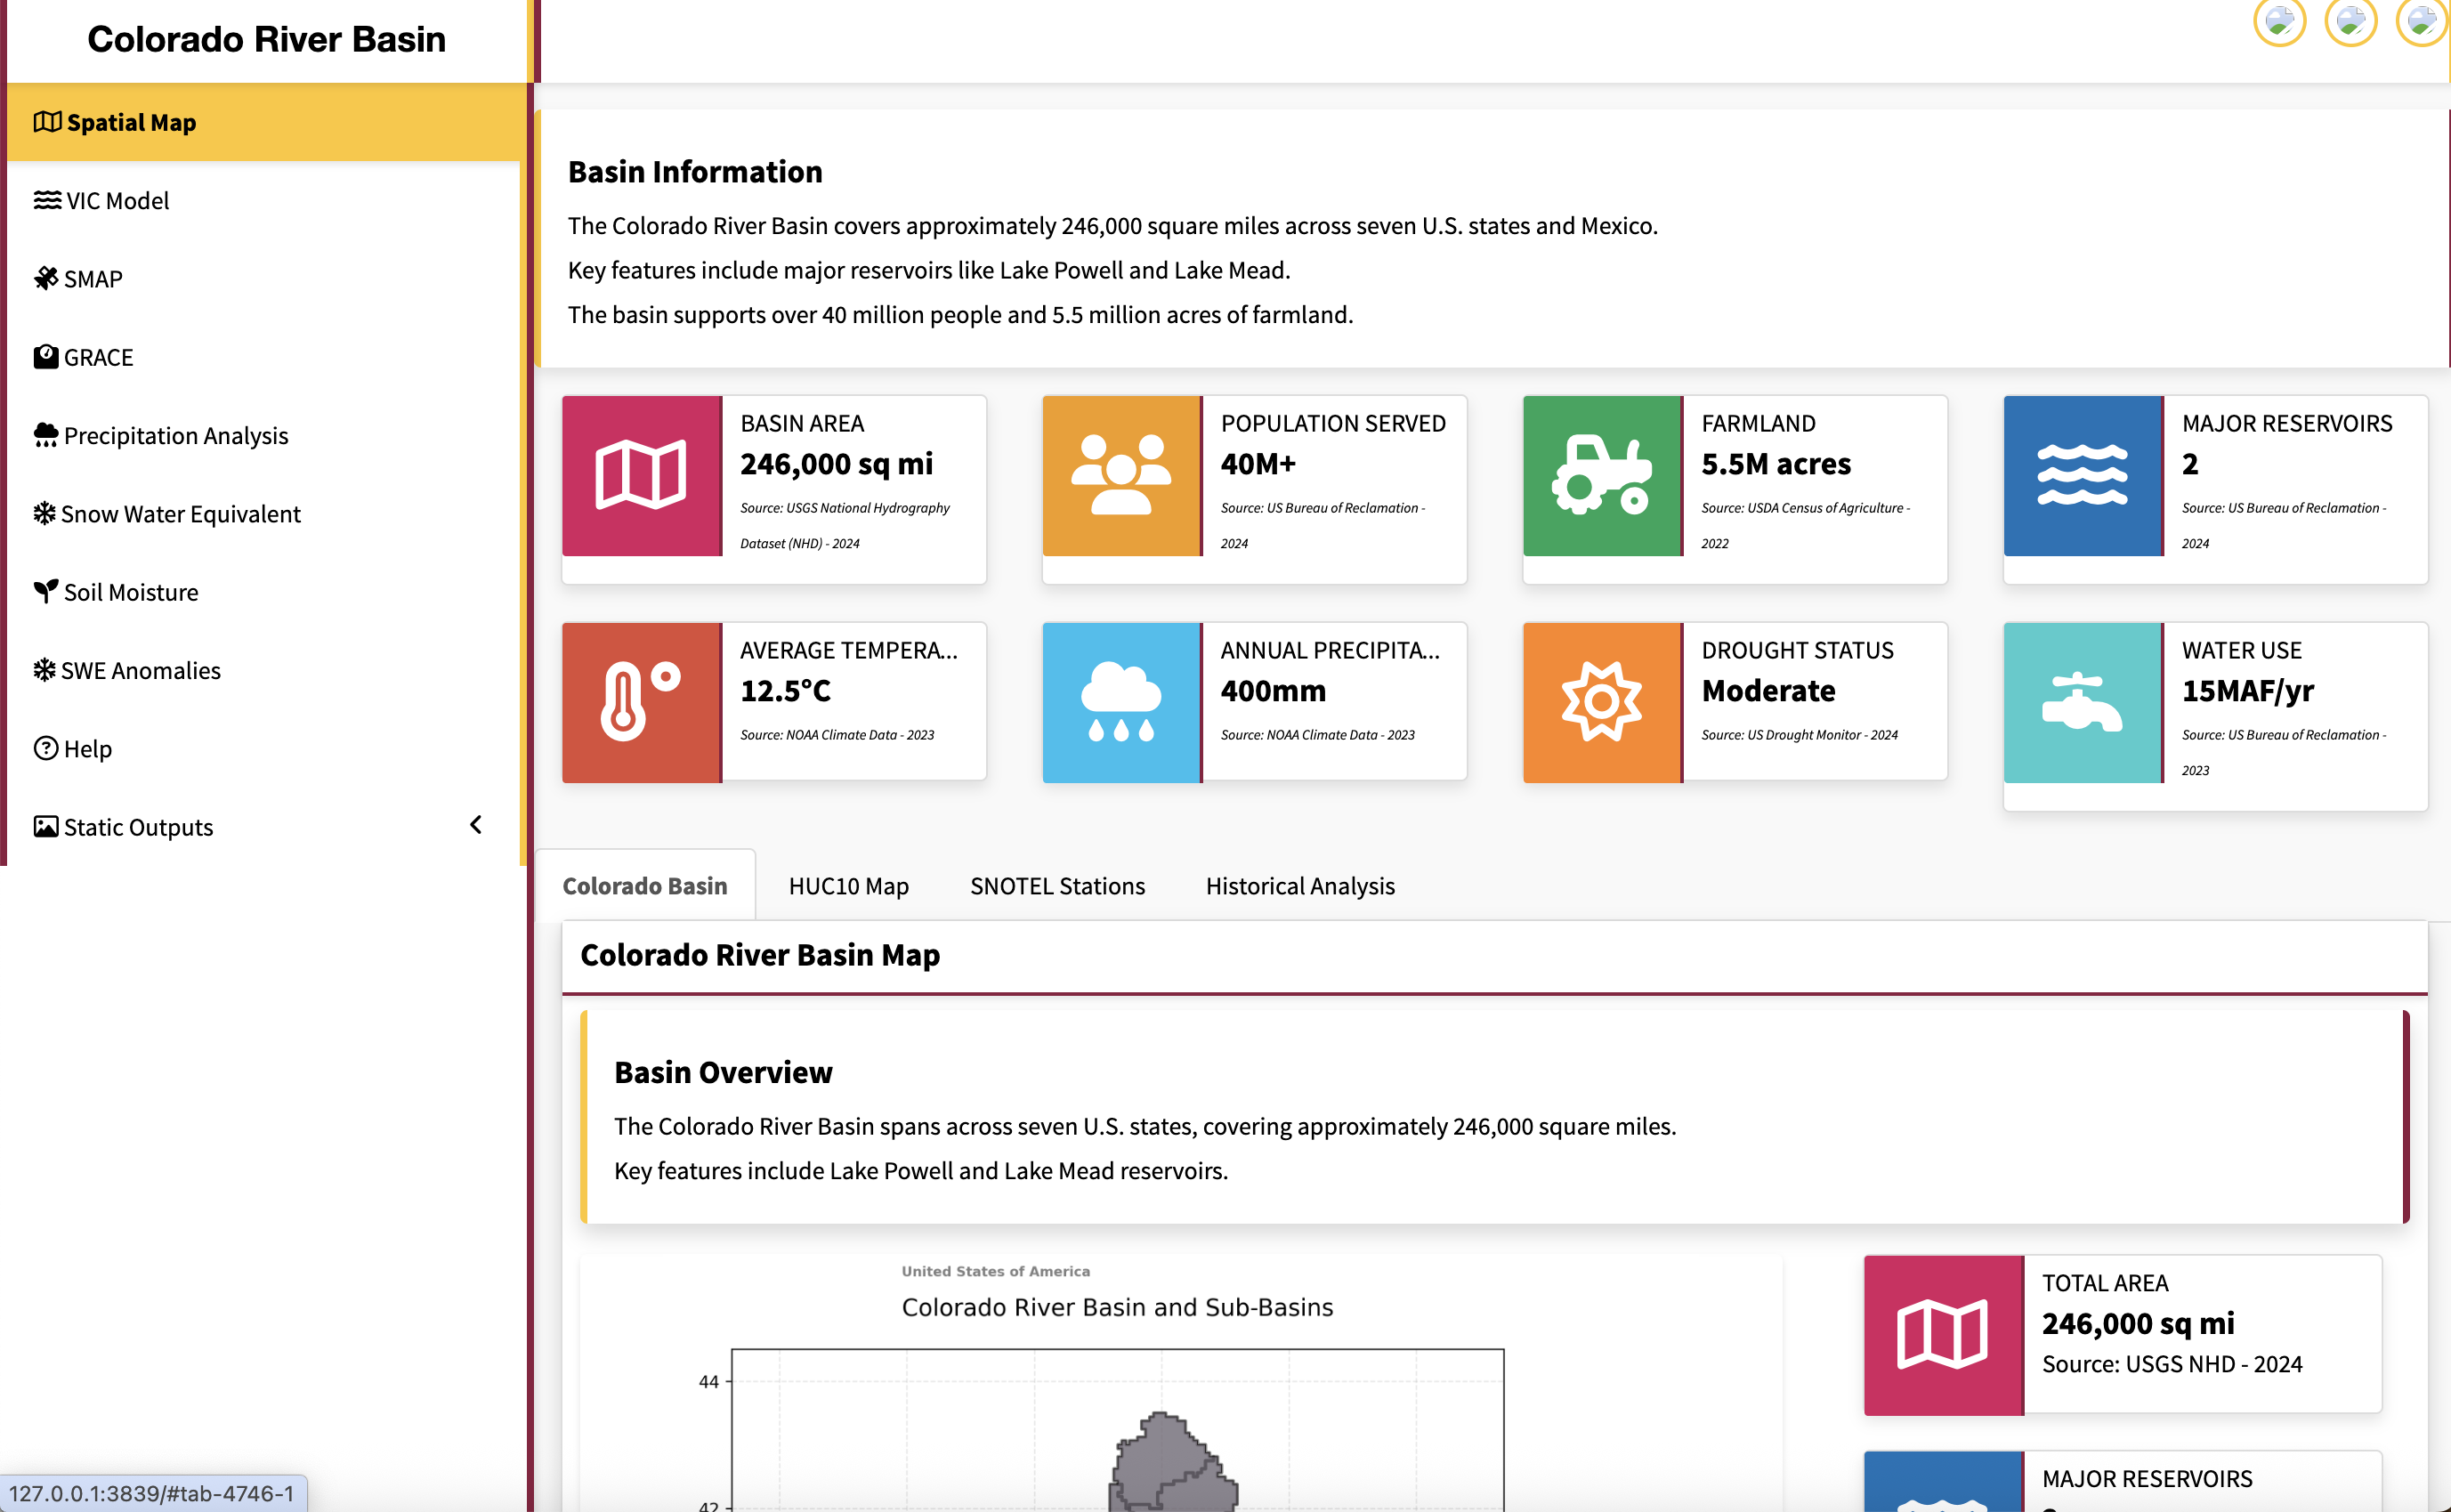 Colorado River Basin
Spatial Map
VIC Model
SMAP
GRACE
Precipitation Analysis
Snow Water Equivalent
Soil Moisture
SWE Anomalies
Help
Static Outputs
Basin Information
The Colorado River Basin covers approximately 246,000 square miles across seven U.S. states and Mexico.
Key features include major reservoirs like Lake Powell and Lake Mead.
The basin supports over 40 million people and 5.5 million acres of farmland.
BASIN AREA
246,000 sq mi
Source: USGS National Hydrography
Dataset (NHD) - 2024
POPULATION SERVED
40M+
Source: US Bureau of Reclamation -
2024
FARMLAND
5.5M acres
Source: USDA Census of Agriculture -
2022
MAJOR RESERVOIRS
2
Source: US Bureau of Reclamation -
2024
AVERAGE TEMPERA...
12.5°C
Source: NOAA Climate Data - 2023
ANNUAL PRECIPITA...
400mm
Source: NOAA Climate Data - 2023
DROUGHT STATUS
Moderate
Source: US Drought Monitor - 2024
WATER USE
15MAF/yr
Source: US Bureau of Reclamation -
2023
Colorado Basin
HUC10 Map
SNOTEL Stations
Historical Analysis
Colorado River Basin Map
Basin Overview
The Colorado River Basin spans across seven U.S. states, covering approximately 246,000 square miles.
Key features include Lake Powell and Lake Mead reservoirs.
United States of America
Colorado River Basin and Sub-Basins
44
42
TOTAL AREA
246,000 sq mi
Source: USGS NHD - 2024
MAJOR RESERVOIRS
127.0.0.1:3839/#tab-4746-1